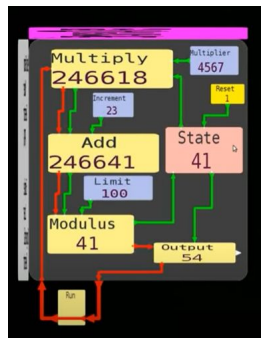 Multiply
246618
Multiplier
4567
Increment
23
Reset
1
Add
246641
State
41
Limit
100
Modulus
41
Output
54
Run